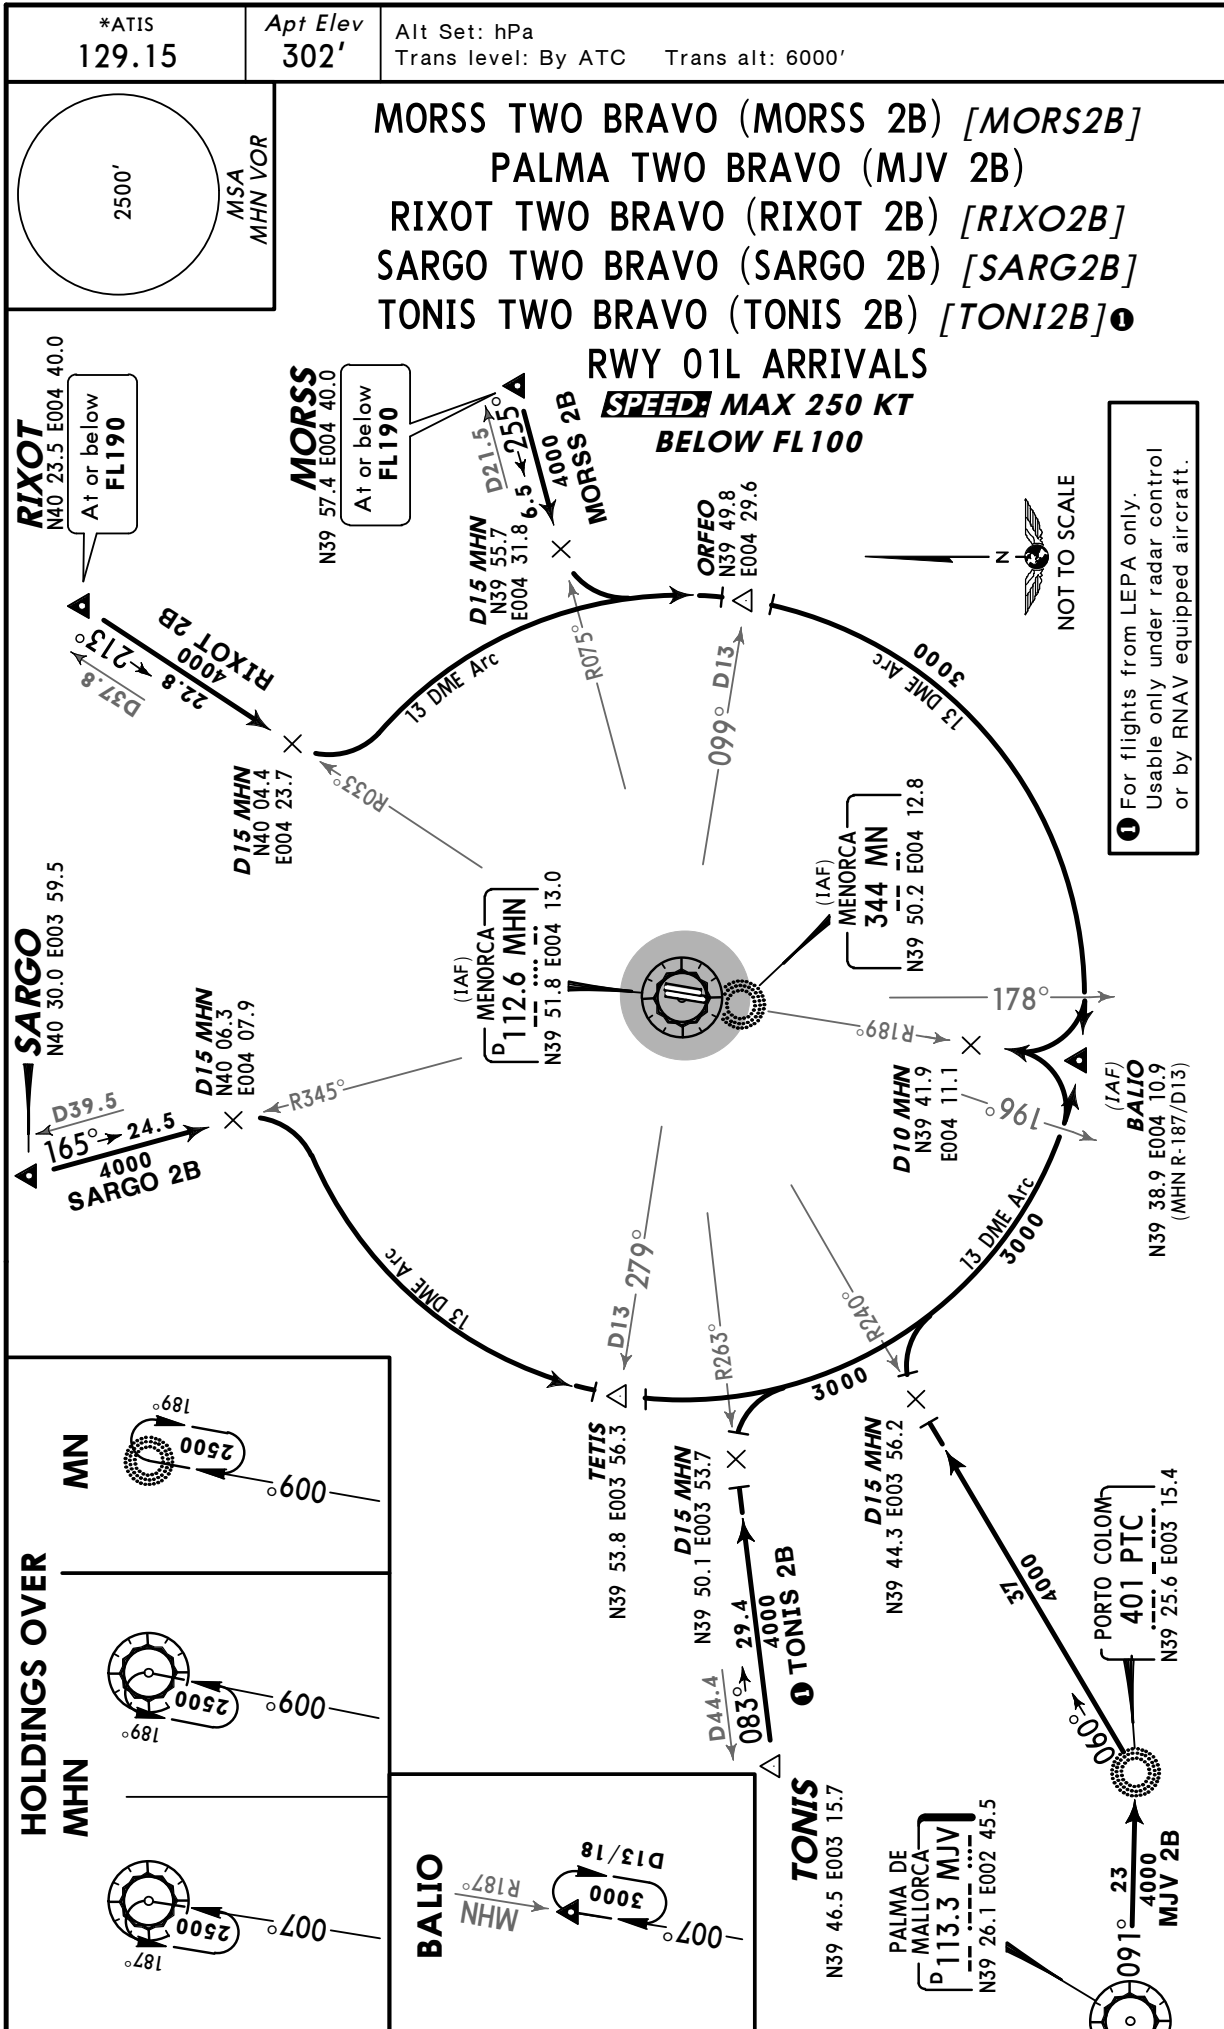 *ATIS
129.15
Apt Elev
302'
Alt Set: hPa
Trans level: By ATC Trans alt: 6000'
2500'
MSA
MHN VOR
MORSS TWO BRAVO (MORSS 2B) [MORS2B]
PALMA TWO BRAVO (MJV 2B)
RIXOT TWO BRAVO (RIXOT 2B) [RIXO2B]
SARGO TWO BRAVO (SARGO 2B) [SARG2B]
TONIS TWO BRAVO (TONIS 2B) [TONI2B]❶
RWY 01L ARRIVALS
SPEED: MAX 250 KT
BELOW FL100
RIXOT
N40 23.5 E004 40.0
At or below
FL190
MORSS
N39 57.4 E004 40.0
At or below
FL190
D21.5
255°
6.5
4000
MORSS 2B
D15 MHN
N39 55.7
E004 31.8
ORFEO
N39 49.8
E004 29.6
N
NOT TO SCALE
❶ For flights from LEPA only.
Usable only under radar control
or by RNAV equipped aircraft.
D37.8
213°
22.8
4000
RIXOT 2B
13 DME Arc
R075°
099° D13
13 DME Arc
3000
D15 MHN
N40 04.4
E004 23.7
R033°
SARGO
N40 30.0 E003 59.5
D39.5
165°
24.5
4000
SARGO 2B
D15 MHN
N40 06.3
E004 07.9
R345°
(IAF)
MENORCA
D 112.6 MHN
N39 51.8 E004 13.0
(IAF)
MENORCA
344 MN
N39 50.2 E004 12.8
178°
R189°
D10 MHN
N39 41.9
E004 11.1
196°
(IAF)
BALIO
N39 38.9 E004 10.9
(MHN R-187/D13)
13 DME Arc
D13 279°
R263°
R240°
13 DME Arc
3000
3000
TETIS
N39 53.8 E003 56.3
D15 MHN
N39 50.1 E003 53.7
D15 MHN
N39 44.3 E003 56.2
D44.4
083°
29.4
4000
❶ TONIS 2B
TONIS
N39 46.5 E003 15.7
37
4000
060°
PORTO COLOM
401 PTC
N39 25.6 E003 15.4
PALMA DE
MALLORCA
D 113.3 MJV
N39 26.1 E002 45.5
091°
23
4000
MJV 2B
HOLDINGS OVER
MN
189°
2500
009°
MHN
189°
2500
009°
187°
2500
007°
BALIO
MHN
R187°
D13/18
3000
007°